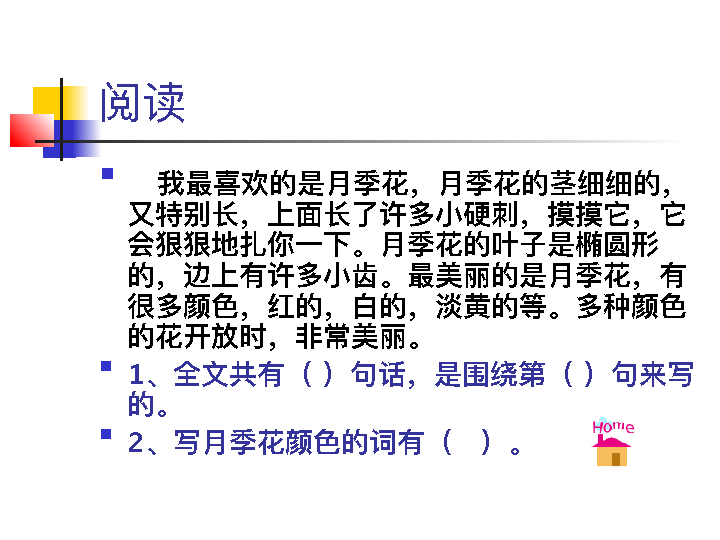 阅读
我最喜欢的是月季花，月季花的茎细细的，
又特别长，上面长了许多小硬刺，摸摸它，它
会狠狠地扎你一下。月季花的叶子是椭圆形
的，边上有许多小齿。最美丽的是月季花，有
很多颜色，红的，白的，淡黄的等。多种颜色
的花开放时，非常美丽。
1、全文共有（ ）句话，是围绕第（ ）句来写
的。
2、写月季花颜色的词有（  ）。
Home